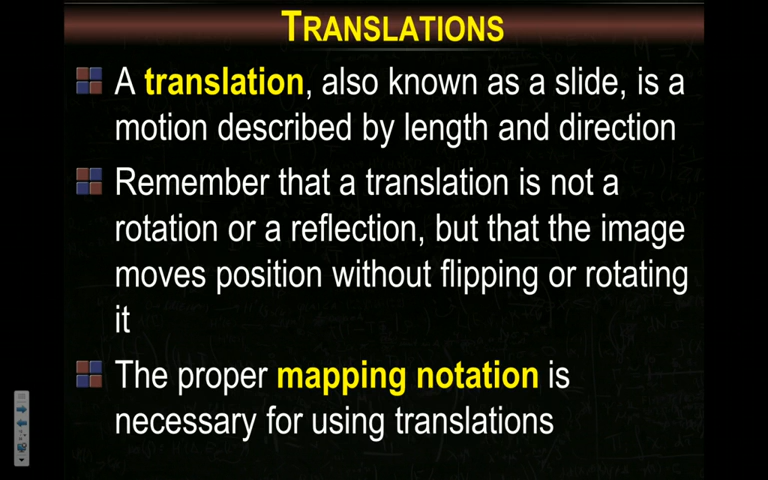 TRANSLATIONS
A translation, also known as a slide, is a
motion described by length and direction
Remember that a translation is not a
rotation or a reflection, but that the image
moves position without flipping or rotating
it
The proper mapping notation is
necessary for using translations